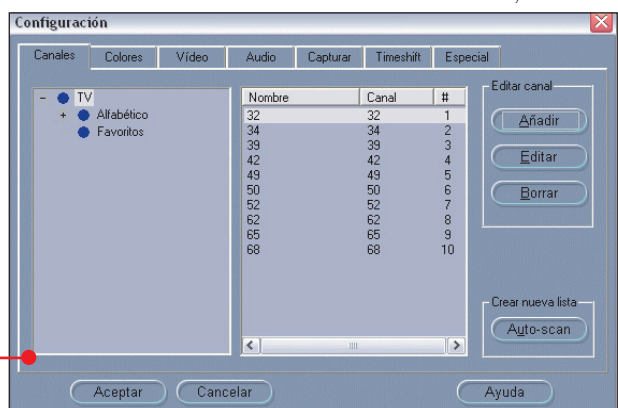 Configuración
Canales Colores Vídeo Audio Capturar Timeshift Especial
TV
Alfabético
Favoritos
Nombre Canal #
32 32 1
34 34 2
39 39 3
42 42 4
49 49 5
50 50 6
52 52 7
62 62 8
65 65 9
68 68 10
Editar canal
Añadir
Editar
Borrar
Crear nueva lista
Auto-scan
Aceptar Cancelar Ayuda